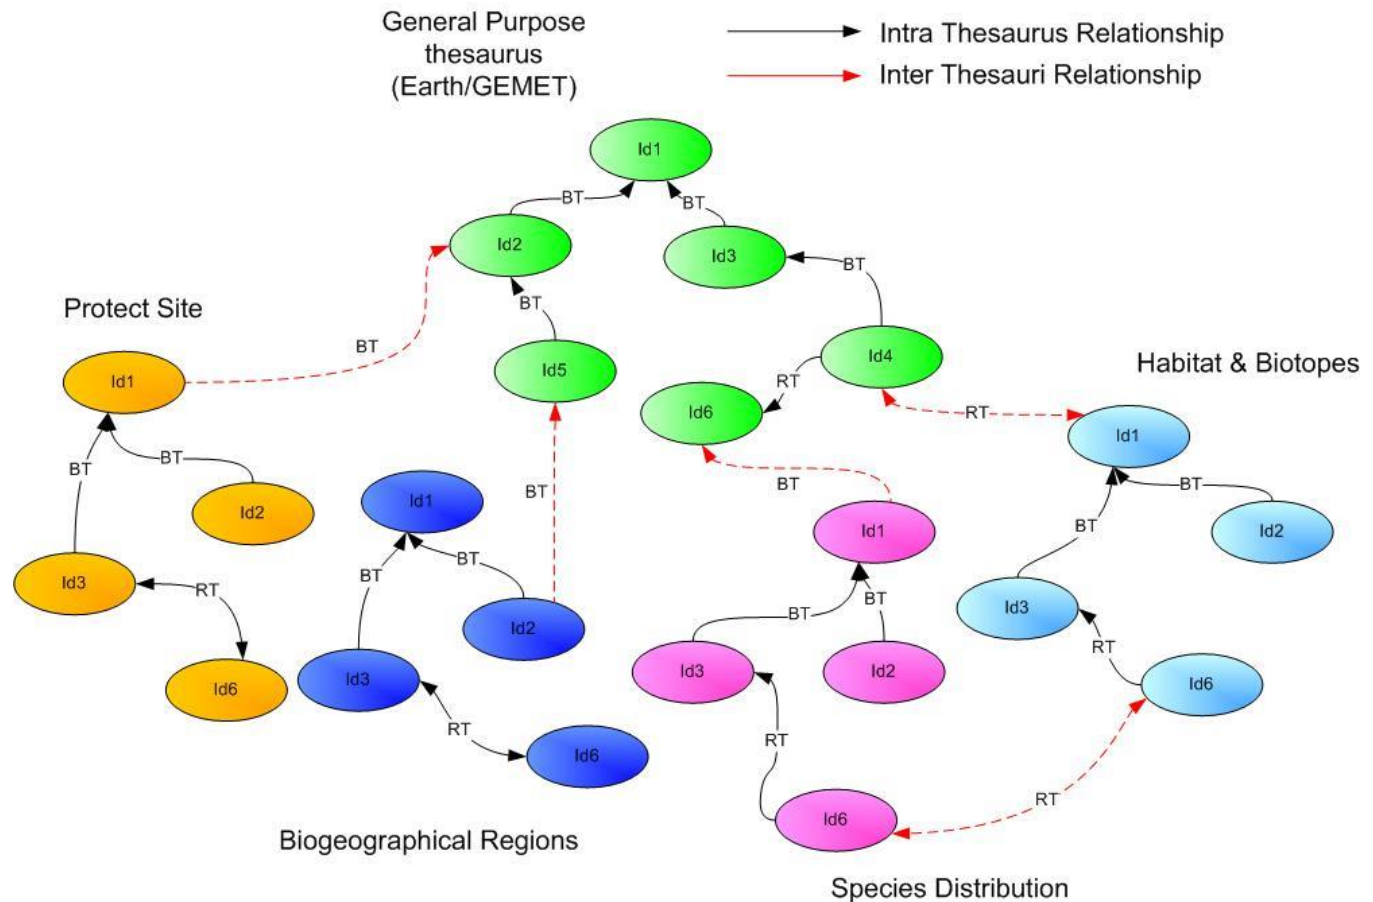 General Purpose
thesaurus
(Earth/GEMET)
Intra Thesaurus Relationship
Inter Thesauri Relationship
Id1
BT
BT
Id2
Id3
BT
BT
Protect Site
BT
Id4
Id5
Habitat & Biotopes
Id1
RT
Id6
RT
Id1
BT
BT
Id2
Id1
BT
BT
BT
Id1
Id2
BT
Id3
BT
BT
Id2
Id3
RT
BT
BT
Id2
RT
Id6
Id3
Id3
Id2
Id6
RT
RT
Id6
RT
Id6
Biogeographical Regions
Species Distribution